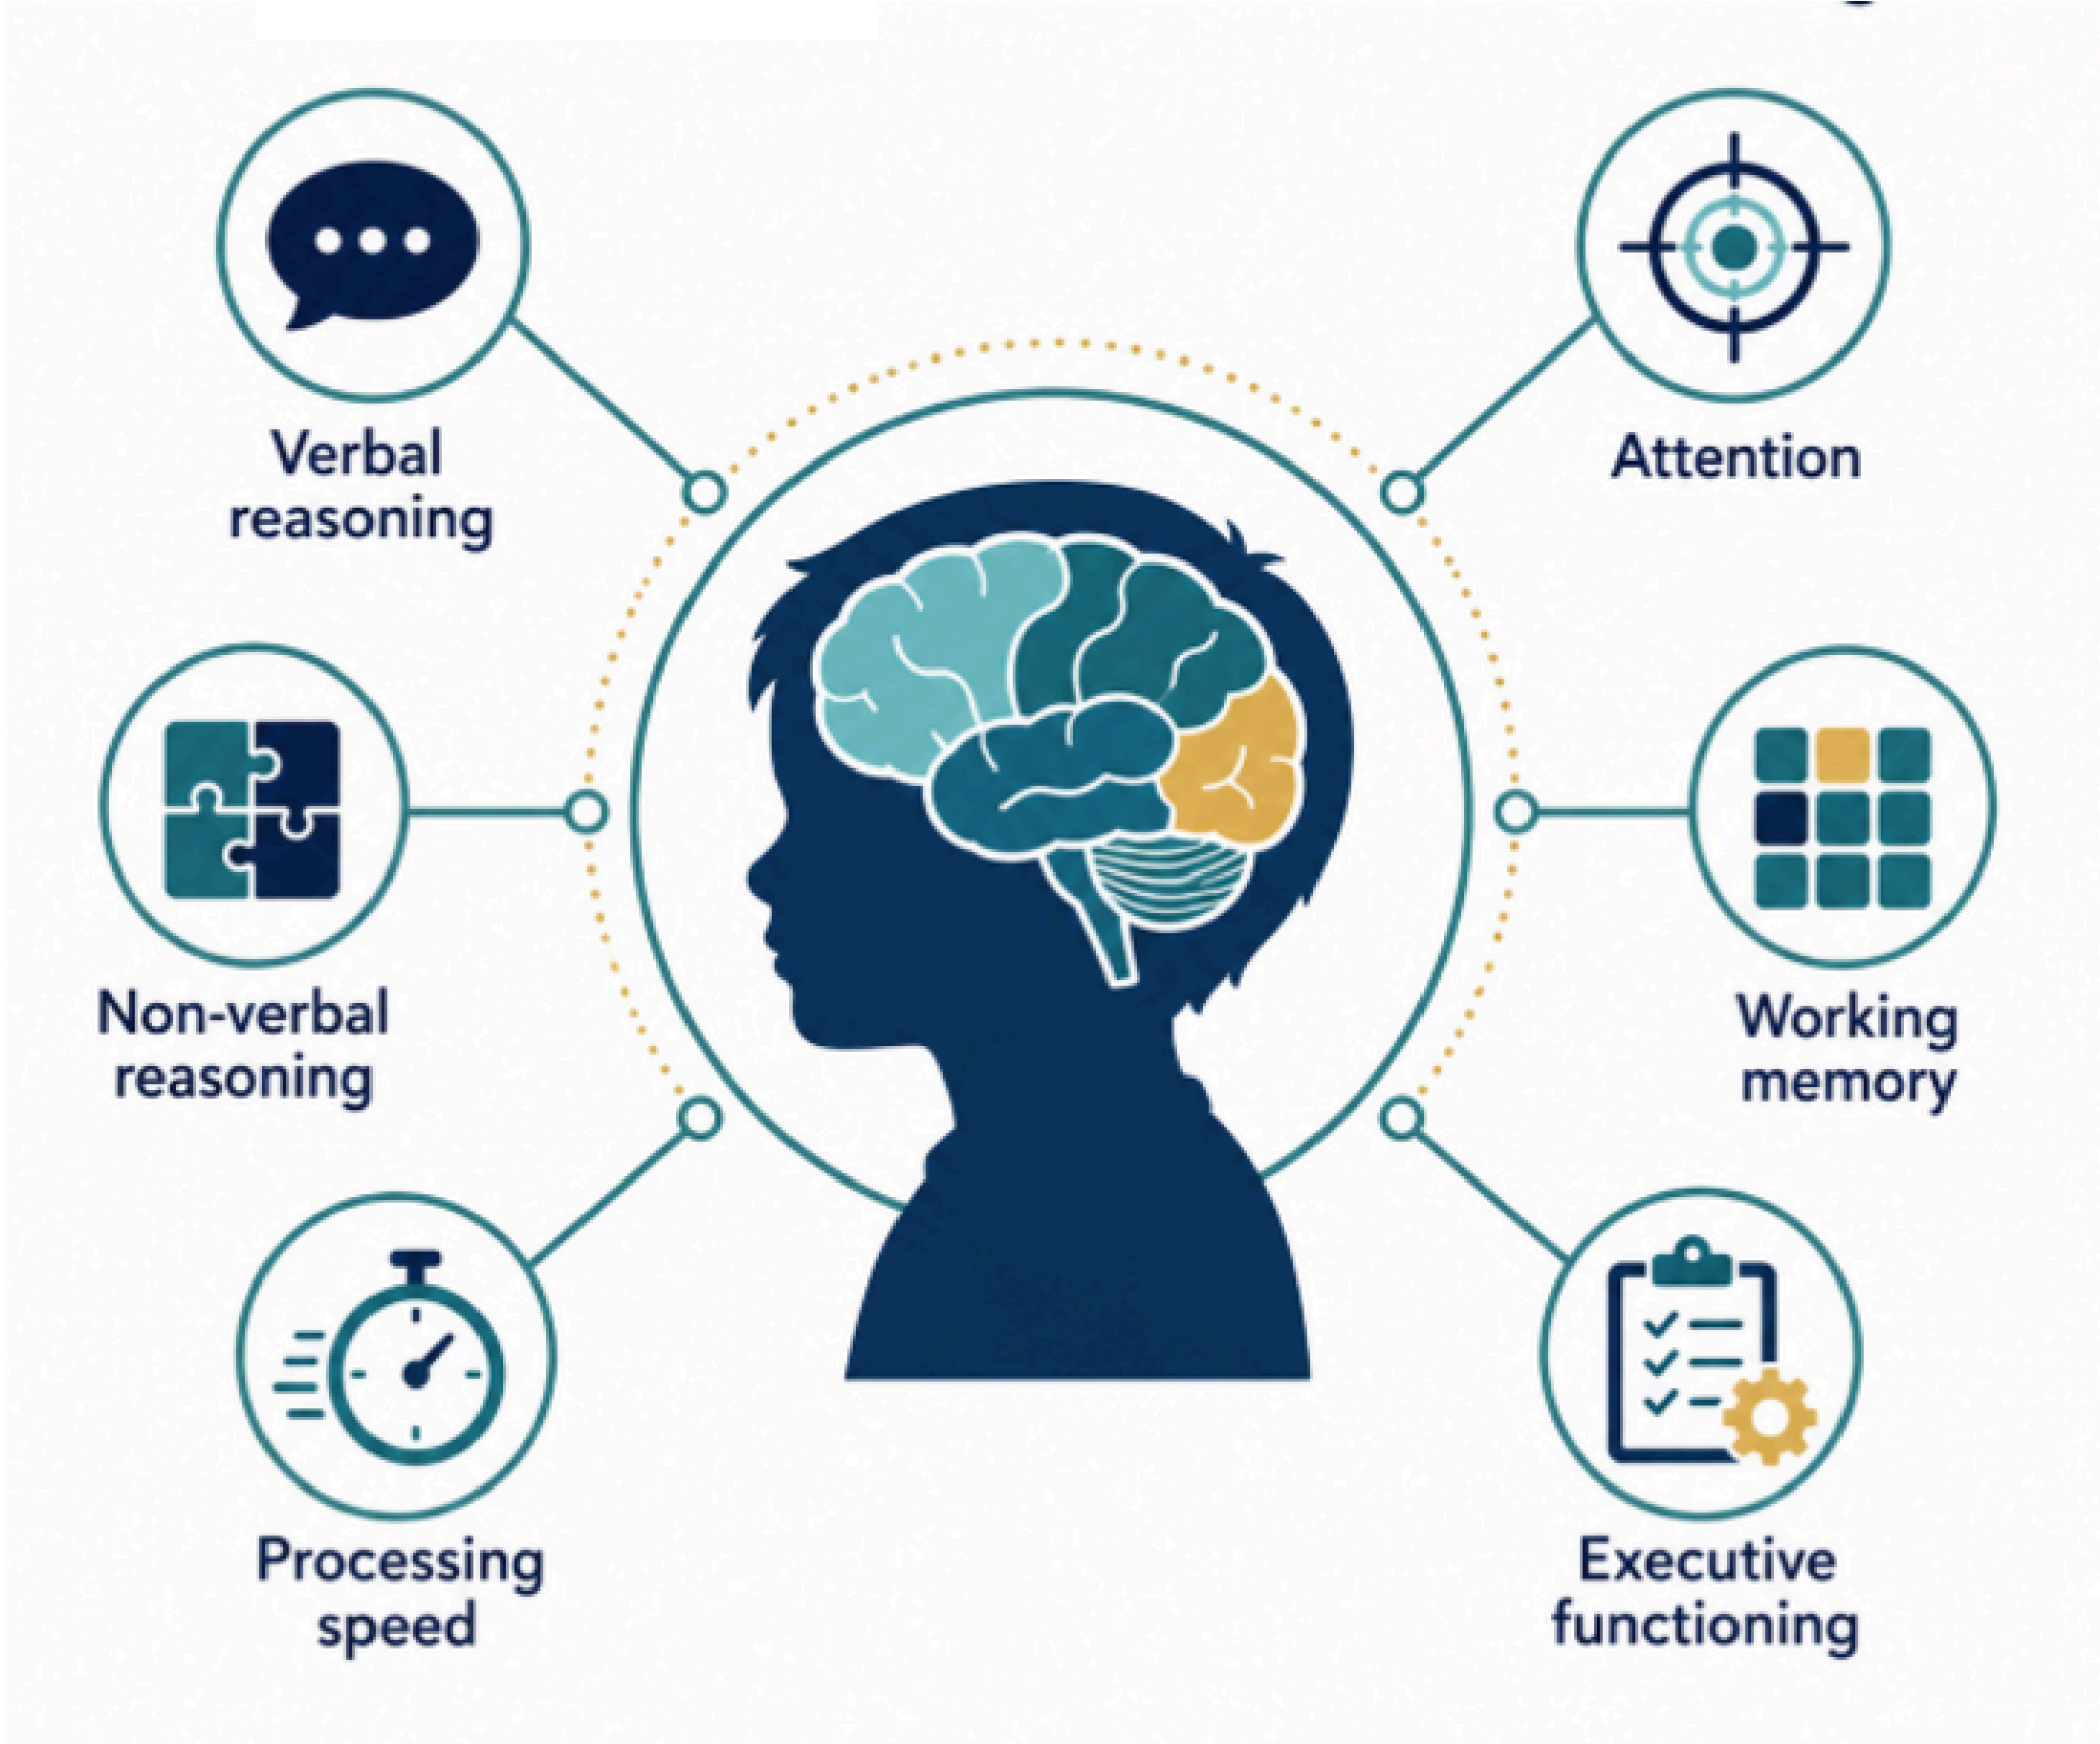 Verbal
reasoning
Attention
Non-verbal
reasoning
Working
memory
Processing
speed
Executive
functioning